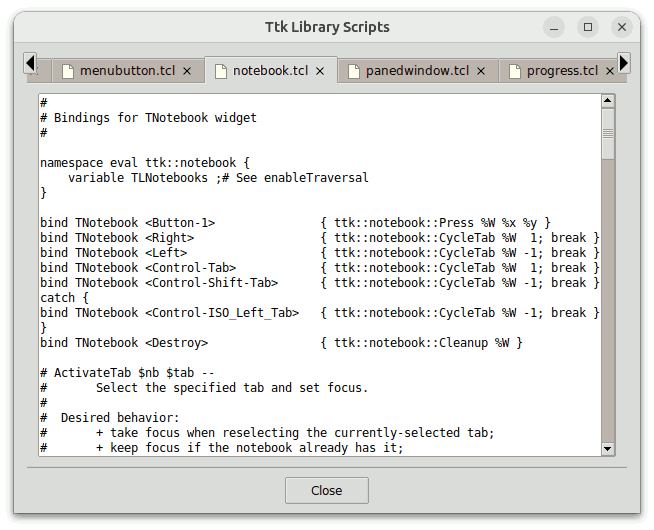 Ttk Library Scripts
menubutton.tcl notebook.tcl panedwindow.tcl progress.tcl
#
# Bindings for TNotebook widget
#
namespace eval ttk::notebook {
    variable TLNotebooks ;# See enableTraversal
}
bind TNotebook <Button-1>               { ttk::notebook::Press %W %x %y }
bind TNotebook <Right>                  { ttk::notebook::CycleTab %W  1; break }
bind TNotebook <Left>                   { ttk::notebook::CycleTab %W -1; break }
bind TNotebook <Control-Tab>            { ttk::notebook::CycleTab %W  1; break }
bind TNotebook <Control-Shift-Tab>      { ttk::notebook::CycleTab %W -1; break }
catch {
bind TNotebook <Control-ISO_Left_Tab>   { ttk::notebook::CycleTab %W -1; break }
}
bind TNotebook <Destroy>                { ttk::notebook::Cleanup %W }
# ActivateTab $nb $tab --
#       Select the specified tab and set focus.
#
#  Desired behavior:
#       + take focus when reselecting the currently-selected tab;
#       + keep focus if the notebook already has it;
Close